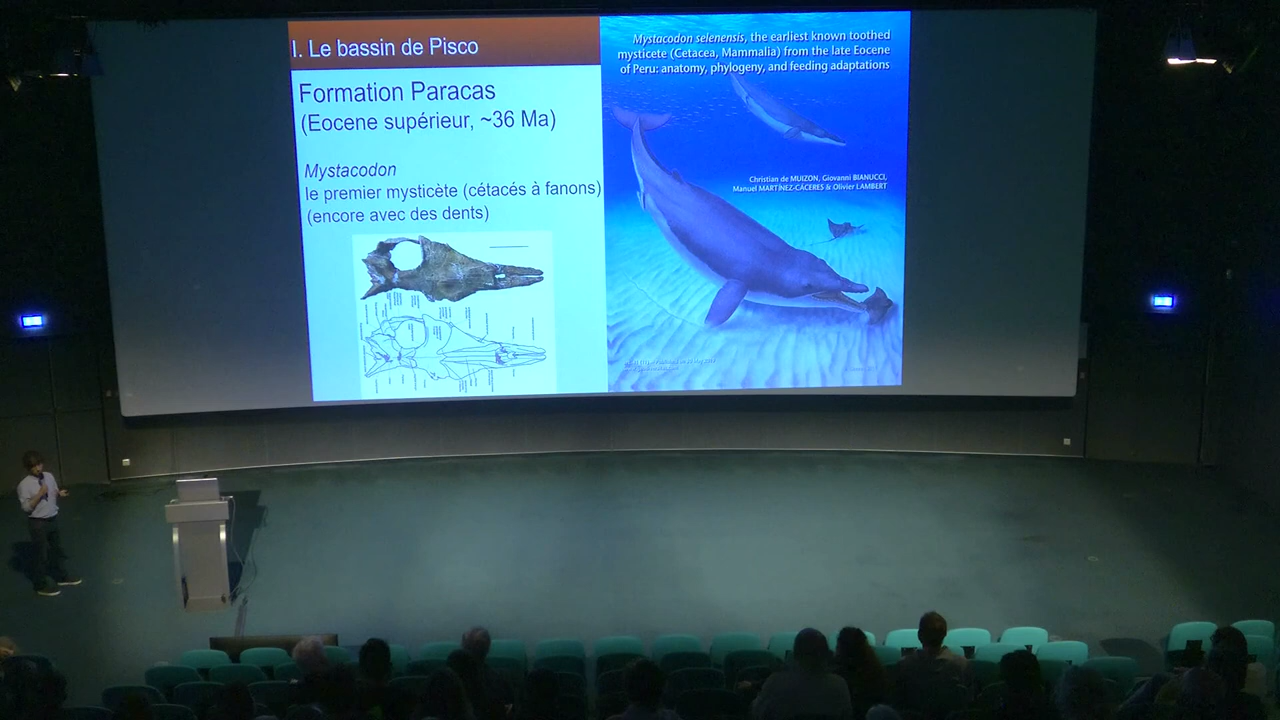 I. Le bassin de Pisco
Formation Paracas
(Eocene supérieur, ~36 Ma)
Mystacodon
le premier mysticète (cétacés à fanons)
(encore avec des dents)
Mystacodon selenensis, the earliest known toothed
mysticete (Cetacea, Mammalia) from the late Eocene
of Peru: anatomy, phylogeny, and feeding adaptations
Christian de MUIZON, Giovanni BIANUCCI,
Manuel MARTÍNEZ-CÁCERES & Olivier LAMBERT